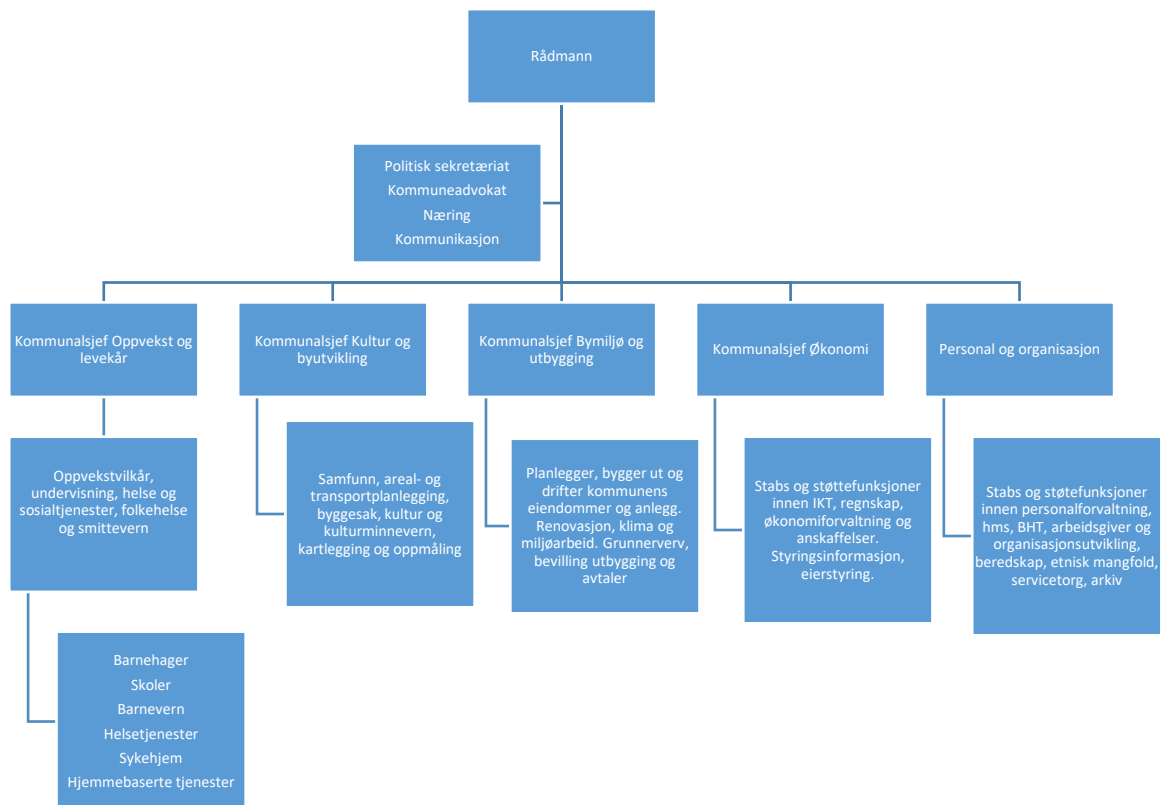 Rådmann
Politisk sekretæriat
Kommuneadvokat
Næring
Kommunikasjon
Kommunalsjef Oppvekst og
levekår
Kommunalsjef Kultur og
byutvikling
Kommunalsjef Bymiljø og
utbygging
Kommunalsjef Økonomi
Personal og organisasjon
Oppvekstvilkår,
undervisning, helse og
sosialtjenester, folkehelse
og smittevern
Samfunn, areal- og
transportplanlegging,
byggesak, kultur og
kulturminnevern,
kartlegging og oppmåling
Planlegger, bygger ut og
drifter kommunens
eiendommer og anlegg.
Renovasjon, klima og
miljøarbeid. Grunnerverv,
bevilling utbygging og
avtaler
Stabs og støttefunksjoner
innen IKT, regnskap,
økonomiforvaltning og
anskaffelser.
Styringsinformasjon,
eierstyring.
Stabs og støtefunksjoner
innen personalforvaltning,
hms, BHT, arbeidsgiver og
organisasjonsutvikling,
beredskap, etnisk mangfold,
servicetorg, arkiv
Barnehager
Skoler
Barnevern
Helsetjenester
Sykehjem
Hjemmebaserte tjenester